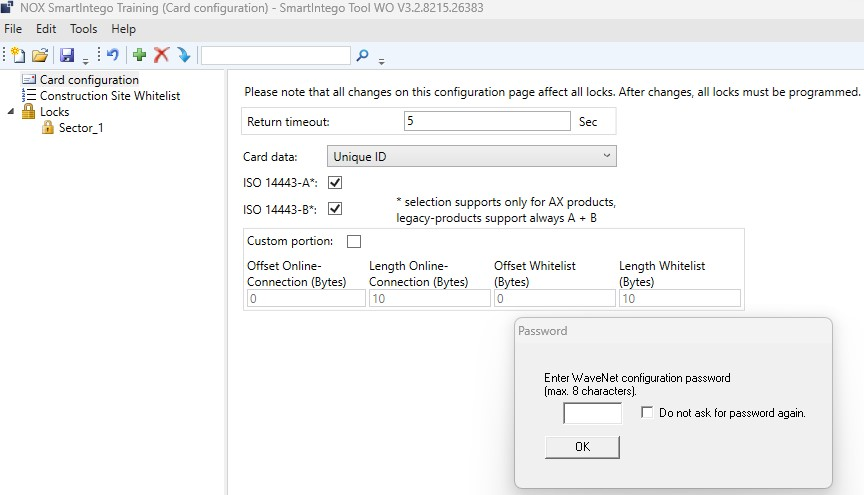 NOX SmartIntego Training (Card configuration) - SmartIntego Tool WO V3.2.8215.26383
File Edit Tools Help
Card configuration
Construction Site Whitelist
Locks
Sector_1
Please note that all changes on this configuration page affect all locks. After changes, all locks must be programmed.
Return timeout: 5 Sec
Card data: Unique ID
ISO 14443-A*:
ISO 14443-B*:
* selection supports only for AX products,
legacy-products support always A + B
Custom portion:
Offset Online- Length Online- Offset Whitelist Length Whitelist
Connection (Bytes) Connection (Bytes) (Bytes) (Bytes)
0 10 0 10
Password
Enter WaveNet configuration password
(max. 8 characters).
Do not ask for password again.
OK